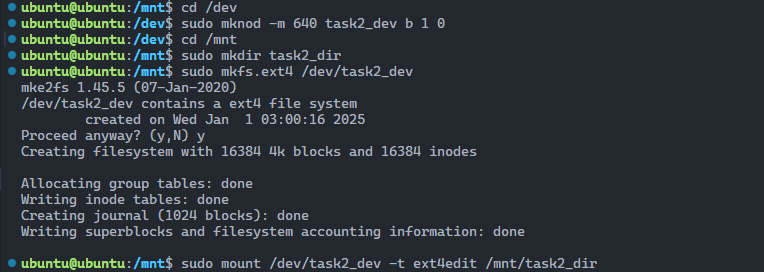 ubuntu@ubuntu:/mnt$ cd /dev
ubuntu@ubuntu:/dev$ sudo mknod -m 640 task2_dev b 1 0
ubuntu@ubuntu:/dev$ cd /mnt
ubuntu@ubuntu:/mnt$ sudo mkdir task2_dir
ubuntu@ubuntu:/mnt$ sudo mkfs.ext4 /dev/task2_dev
mke2fs 1.45.5 (07-Jan-2020)
/dev/task2_dev contains a ext4 file system
        created on Wed Jan  1 03:00:16 2025
Proceed anyway? (y,N) y
Creating filesystem with 16384 4k blocks and 16384 inodes

Allocating group tables: done
Writing inode tables: done
Creating journal (1024 blocks): done
Writing superblocks and filesystem accounting information: done

ubuntu@ubuntu:/mnt$ sudo mount /dev/task2_dev -t ext4edit /mnt/task2_dir